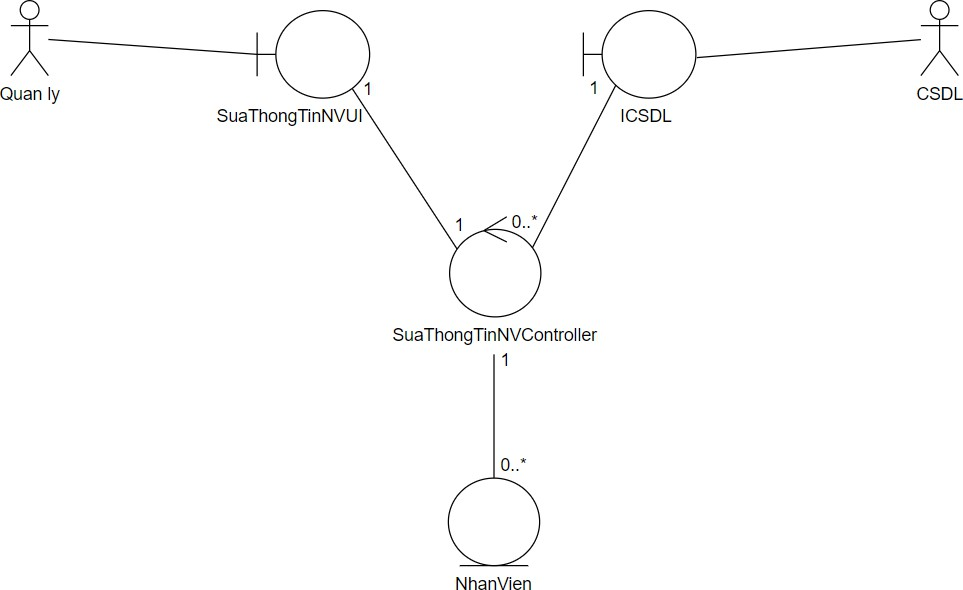 Quan ly
SuaThongTinNVUI
1
1
ICSDL
CSDL
1
0..*
SuaThongTinNVController
1
0..*
NhanVien